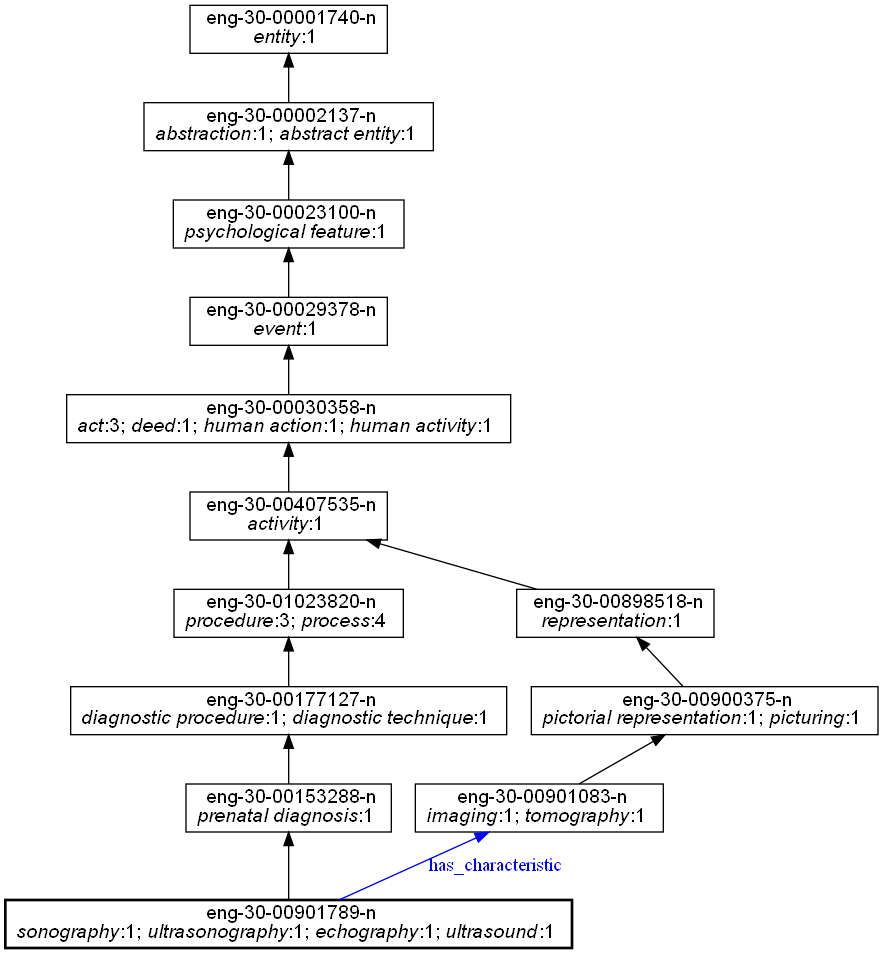 eng-30-00001740-n
entity:1
eng-30-00002137-n
abstraction:1; abstract entity:1
eng-30-00023100-n
psychological feature:1
eng-30-00029378-n
event:1
eng-30-00030358-n
act:3; deed:1; human action:1; human activity:1
eng-30-00407535-n
activity:1
eng-30-01023820-n
procedure:3; process:4
eng-30-00898518-n
representation:1
eng-30-00177127-n
diagnostic procedure:1; diagnostic technique:1
eng-30-00900375-n
pictorial representation:1; picturing:1
eng-30-00153288-n
prenatal diagnosis:1
eng-30-00901083-n
imaging:1; tomography:1
has_characteristic
eng-30-00901789-n
sonography:1; ultrasonography:1; echography:1; ultrasound:1